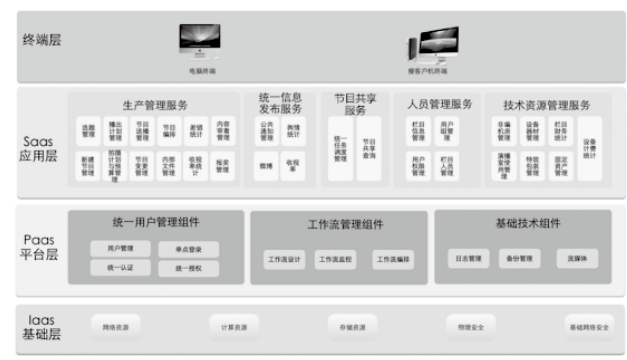 终端层
电脑终端
瘦客户机终端
Saas
应用层
生产管理服务
选题管理
播出计划管理
节目送播管理
节目编排
差错统计
内容审看管理
新建节目管理
拍摄计划与预算管理
节目变更管理
内部文件管理
收视率统计
报奖管理
统一信息
发布服务
公共通知管理
舆情统计
微博
收视率
节目共享
服务
统一任务调度管理
节目共享查询
人员管理服务
栏目信息管理
用户组管理
用户权限管理
栏目人员管理
技术资源管理服务
非编机房管理
设备器材管理
栏目财务统计
演播室使用管理
特效包装管理
固定资产管理
设备计费统计
Paas
平台层
统一用户管理组件
用户管理
单点登录
统一认证
统一授权
工作流管理组件
工作流设计
工作流监控
工作流编排
基础技术组件
日志管理
备份管理
流媒体
Iaas
基础层
网络资源
计算资源
存储资源
物理安全
基础网络安全